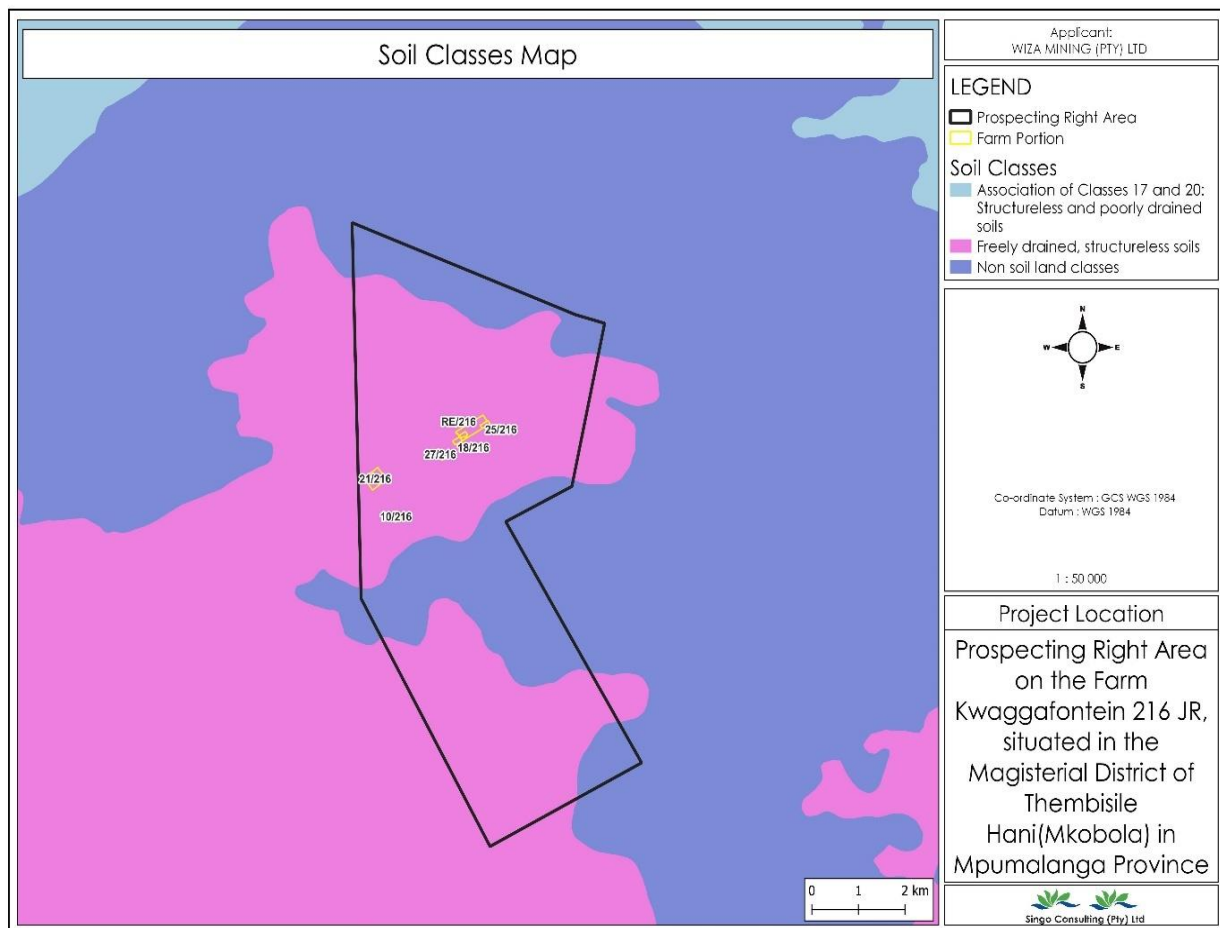 Soil Classes Map
Applicant:
WIZA MINING (PTY) LTD
LEGEND
Prospecting Right Area
Farm Portion
Soil Classes
Association of Classes 17 and 20:
Structureless and poorly drained
soils
Freely drained, structureless soils
Non soil land classes
RE/216
25/216
18/216
27/216
21/216
10/216
N
W
E
S
Co-ordinate System : GCS WGS 1984
Datum : WGS 1984
1 : 50 000
Project Location
Prospecting Right Area
on the Farm
Kwaggafontein 216 JR,
situated in the
Magisterial District of
Thembisile
Hani(Mkobola) in
Mpumalanga Province
0 1 2 km
Singo Consulting (Pty) Ltd